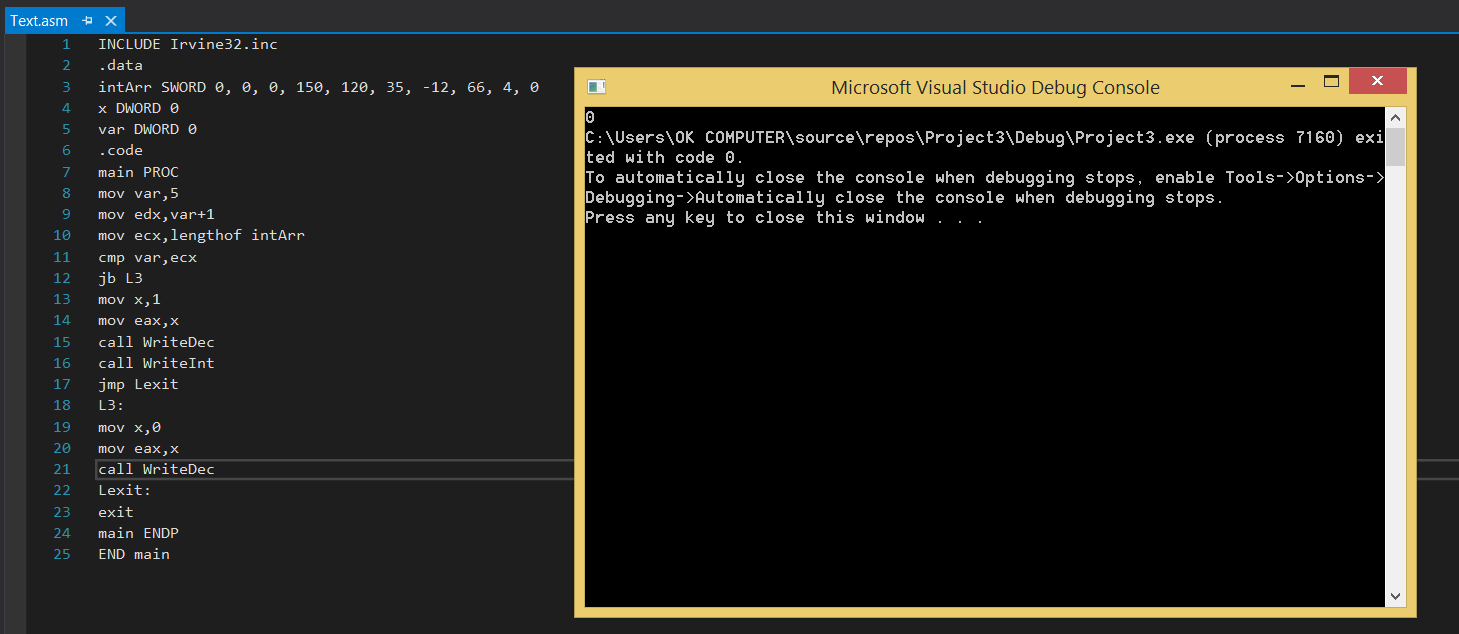 Text.asm
1 INCLUDE Irvine32.inc
2 .data
3 intArr SWORD 0, 0, 0, 150, 120, 35, -12, 66, 4, 0
4 x DWORD 0
5 var DWORD 0
6 .code
7 main PROC
8 mov var,5
9 mov edx,var+1
10 mov ecx,lengthof intArr
11 cmp var,ecx
12 jb L3
13 mov x,1
14 mov eax,x
15 call WriteDec
16 call WriteInt
17 jmp Lexit
18 L3:
19 mov x,0
20 mov eax,x
21 call WriteDec
22 Lexit:
23 exit
24 main ENDP
25 END main
Microsoft Visual Studio Debug Console
0
C:\Users\OK COMPUTER\source\repos\Project3\Debug\Project3.exe (process 7160) exi
ted with code 0.
To automatically close the console when debugging stops, enable Tools->Options->
Debugging->Automatically close the console when debugging stops.
Press any key to close this window . . .